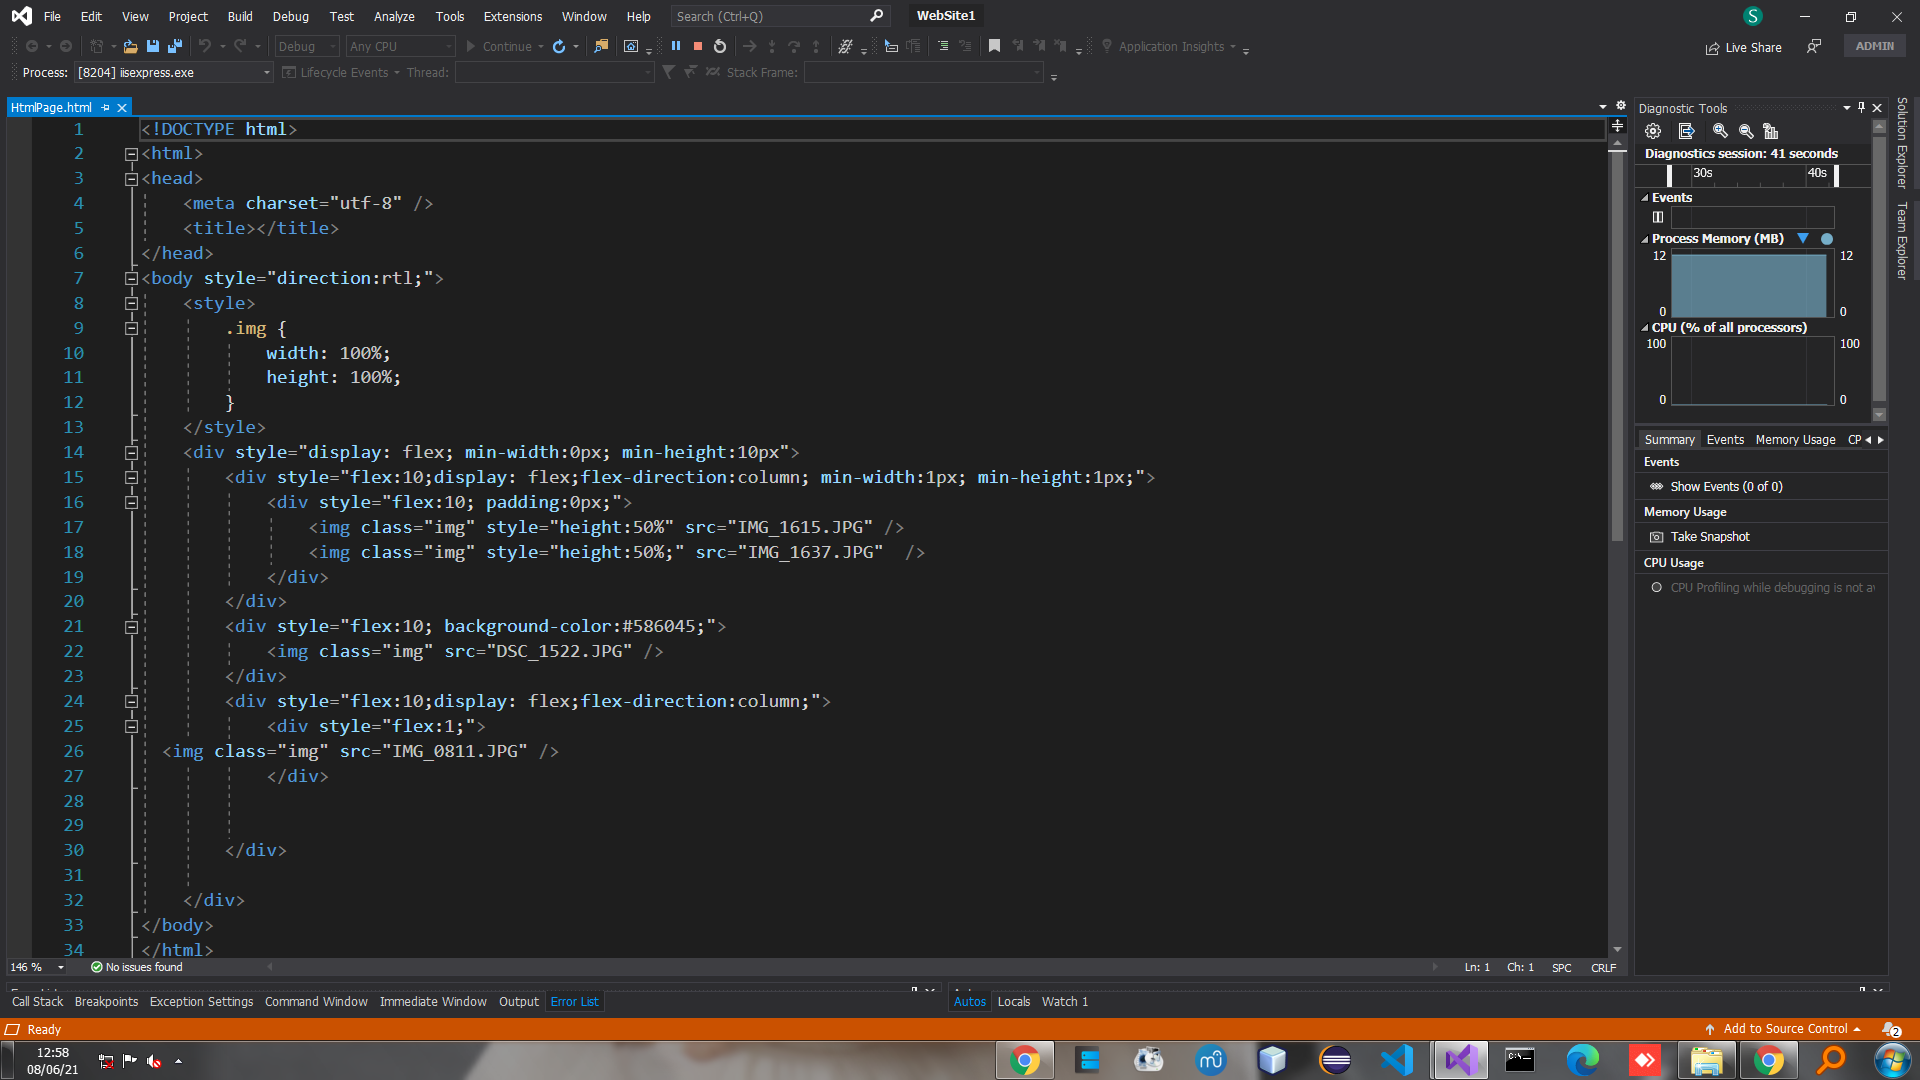 File Edit View Project Build Debug Test Analyze Tools Extensions Window Help Search (Ctrl+Q) WebSite1 S
Debug Any CPU Continue Application Insights Live Share ADMIN
Process: [8204] iisexpress.exe Lifecycle Events Thread: Stack Frame:
HtmlPage.html
1 <!DOCTYPE html>
2 <html>
3 <head>
4 <meta charset="utf-8" />
5 <title></title>
6 </head>
7 <body style="direction:rtl;">
8 <style>
9 .img {
10 width: 100%;
11 height: 100%;
12 }
13 </style>
14 <div style="display: flex; min-width:0px; min-height:10px">
15 <div style="flex:10;display: flex;flex-direction:column; min-width:1px; min-height:1px;">
16 <div style="flex:10; padding:0px;">
17 <img class="img" style="height:50%" src="IMG_1615.JPG" />
18 <img class="img" style="height:50%;" src="IMG_1637.JPG"  />
19 </div>
20 </div>
21 <div style="flex:10; background-color:#586045;">
22 <img class="img" src="DSC_1522.JPG" />
23 </div>
24 <div style="flex:10;display: flex;flex-direction:column;">
25 <div style="flex:1;">
26 <img class="img" src="IMG_0811.JPG" />
27 </div>
28
29
30 </div>
31
32 </div>
33 </body>
34 </html>
146 % No issues found Ln: 1 Ch: 1 SPC CRLF
Diagnostic Tools
Diagnostics session: 41 seconds
30s 40s
Events
Process Memory (MB)
12 12
0 0
CPU (% of all processors)
100 100
0 0
Summary Events Memory Usage CP
Events
Show Events (0 of 0)
Memory Usage
Take Snapshot
CPU Usage
CPU Profiling while debugging is not av
Solution Explorer
Team Explorer
Call Stack Breakpoints Exception Settings Command Window Immediate Window Output Error List Autos Locals Watch 1
Ready Add to Source Control 2
12:58
08/06/21